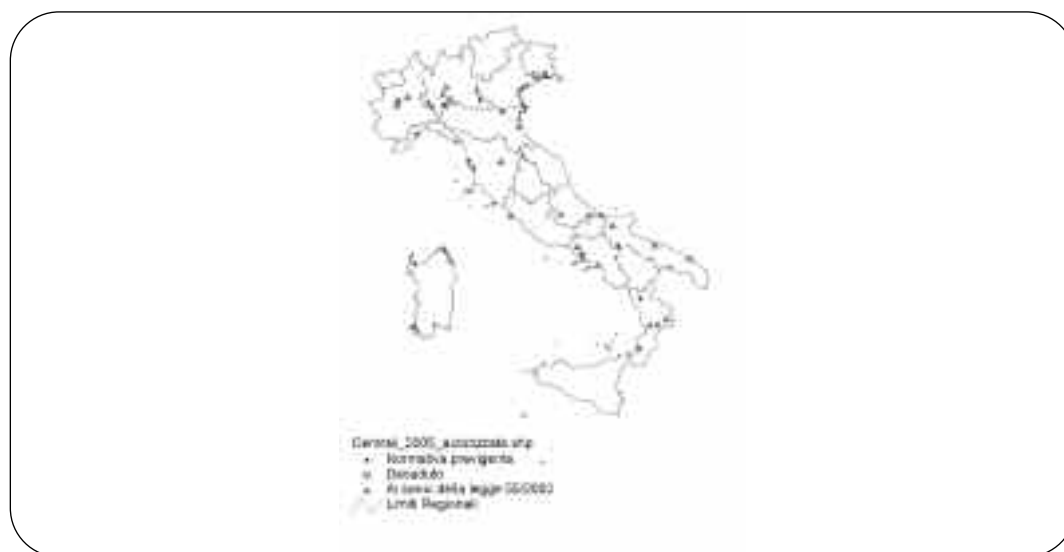 Centrali_2005_autorizzate.shp
Normativa previgente
Decaduto
Ai sensi della legge 55/2002
Limiti Regionali